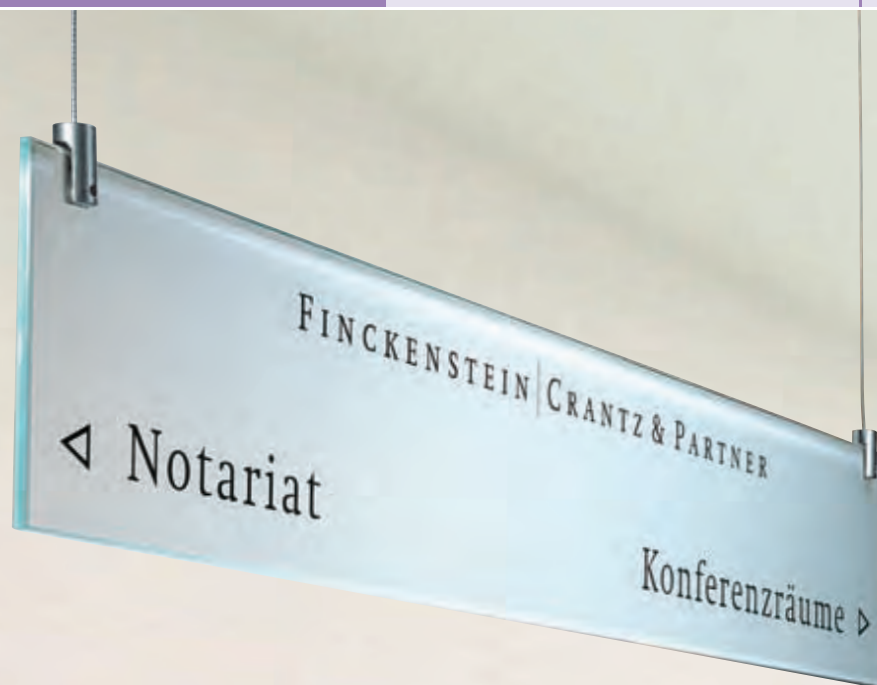 FINCKENSTEIN|CRANTZ & PARTNER
◁ Notariat
Konferenzräume ▷